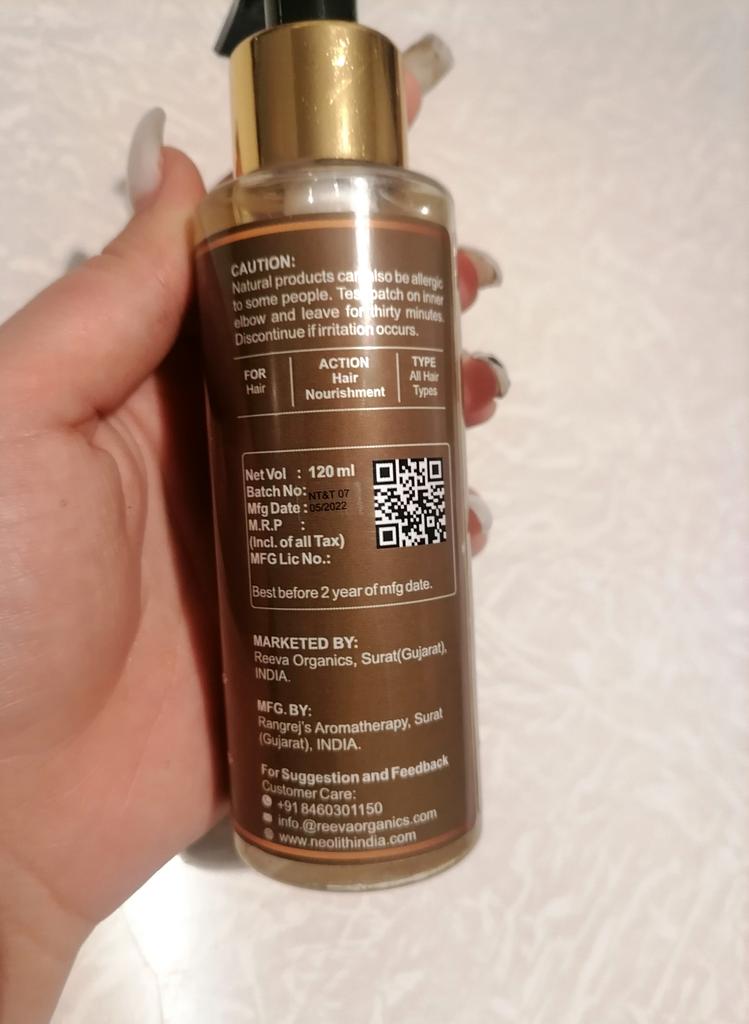 CAUTION:
Natural products can also be allergic
to some people. Test patch on inner
elbow and leave for thirty minutes.
Discontinue if irritation occurs.
FOR
Hair
ACTION
Hair
Nourishment
TYPE
All Hair
Types
Net Vol : 120 ml
Batch No: NT&T 07
Mfg Date : 05/2022
M.R.P :
(Incl. of all Tax)
MFG Lic No.:
Best before 2 year of mfg date.
MARKETED BY:
Reeva Organics, Surat(Gujarat),
INDIA.
MFG. BY:
Rangrej's Aromatherapy, Surat
(Gujarat), INDIA.
For Suggestion and Feedback
Customer Care:
+91 8460301150
info.@reevaorganics.com
www.neolithindia.com